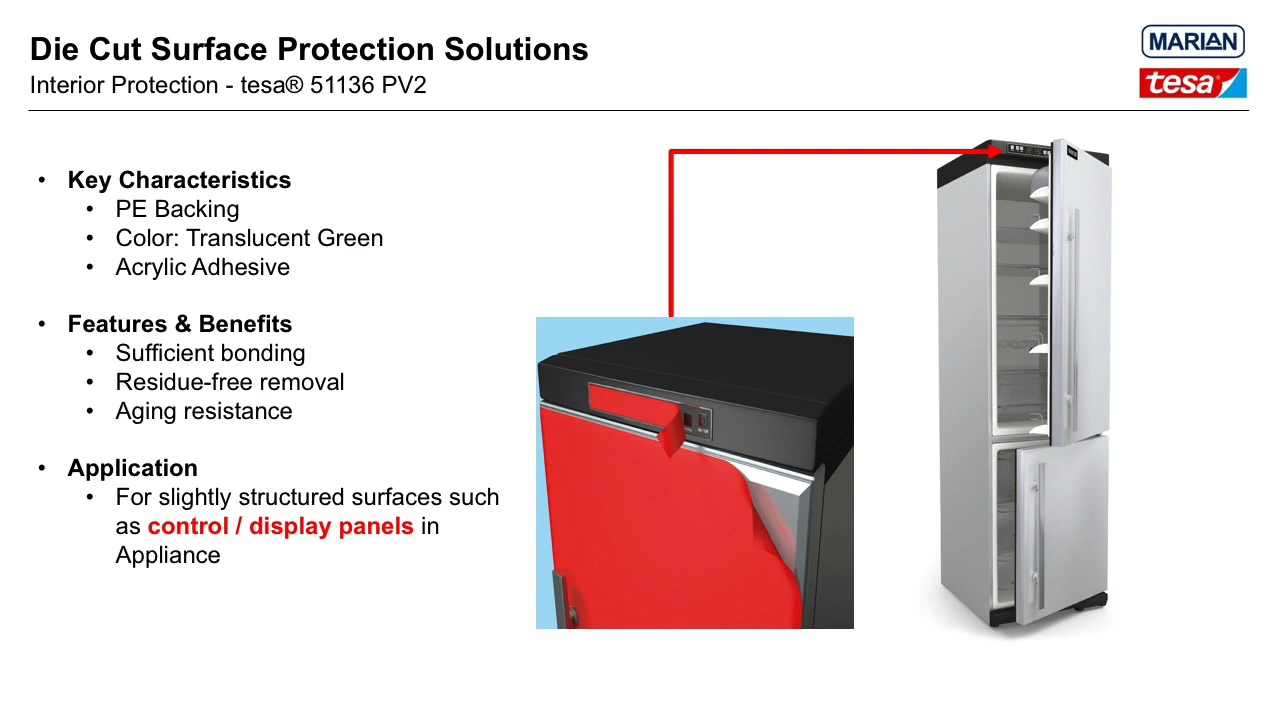 Die Cut Surface Protection Solutions
Interior Protection - tesa® 51136 PV2
MARIAN
tesa®
• Key Characteristics
• PE Backing
• Color: Translucent Green
• Acrylic Adhesive
• Features & Benefits
• Sufficient bonding
• Residue-free removal
• Aging resistance
• Application
• For slightly structured surfaces such
as control / display panels in
Appliance